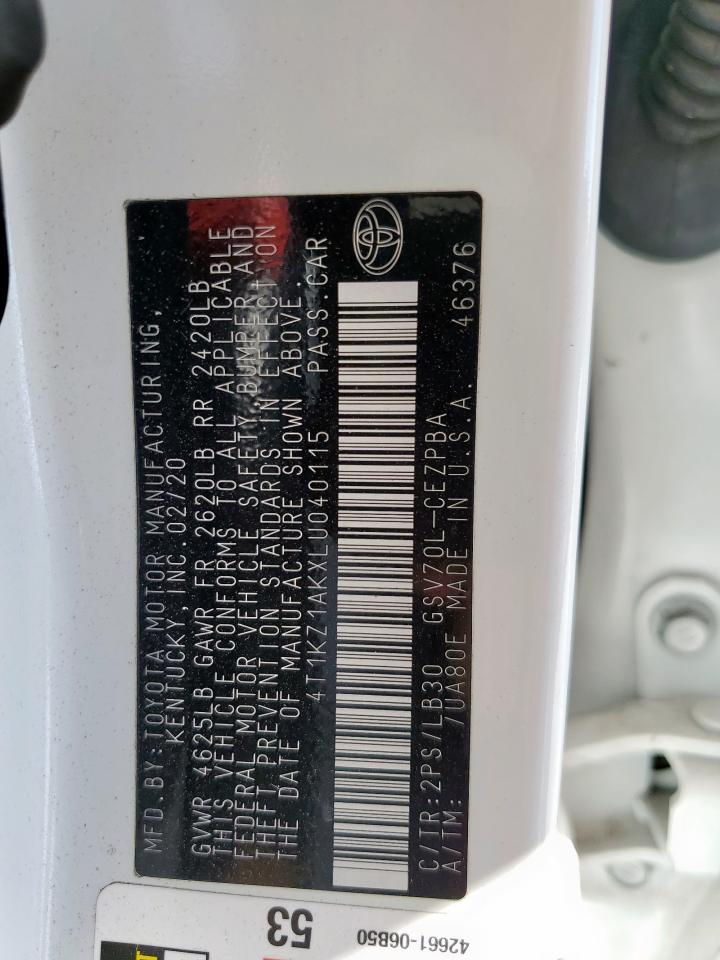 MFD.BY:TOYOTA MOTOR MANUFACTURING,
KENTUCKY, INC 02/20
GVWR 4625LB GAWR FR 2620LB RR 2420LB
THIS VEHICLE CONFORMS TO ALL APPLICABLE
FEDERAL MOTOR VEHICLE SAFETY, BUMPER AND
THEFT PREVENTION STANDARDS IN EFFECT ON
THE DATE OF MANUFACTURE SHOWN ABOVE.
4T1KZ1AKXLU040115 PASS.CAR
C/TR:2PS/LB30 GSV70L-CEZPBA
A/TM: /UA80E MADE IN U.S.A. 46376
53
42661-06B50